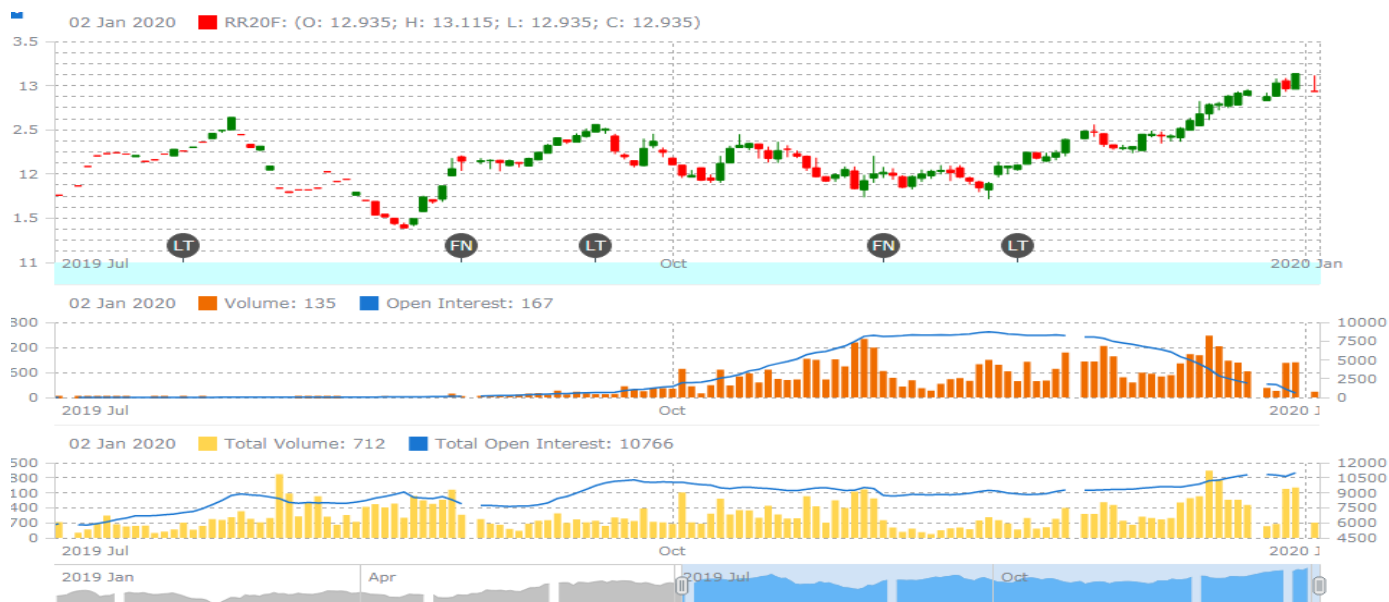 02 Jan 2020 RR20F: (O: 12.935; H: 13.115; L: 12.935; C: 12.935)
3.5
13
2.5
12
1.5
11
LT FN LT FN LT
2019 Jul Oct 2020 Jan
02 Jan 2020 Volume: 135 Open Interest: 167
300 10000
200 7500
500 5000
2500
0 0
2019 Jul Oct 2020 J
02 Jan 2020 Total Volume: 712 Total Open Interest: 10766
500 12000
300 10500
100 9000
400 7500
700 6000
0 4500
2019 Jul Oct 2020 J
2019 Jan Apr 2019 Jul Oct